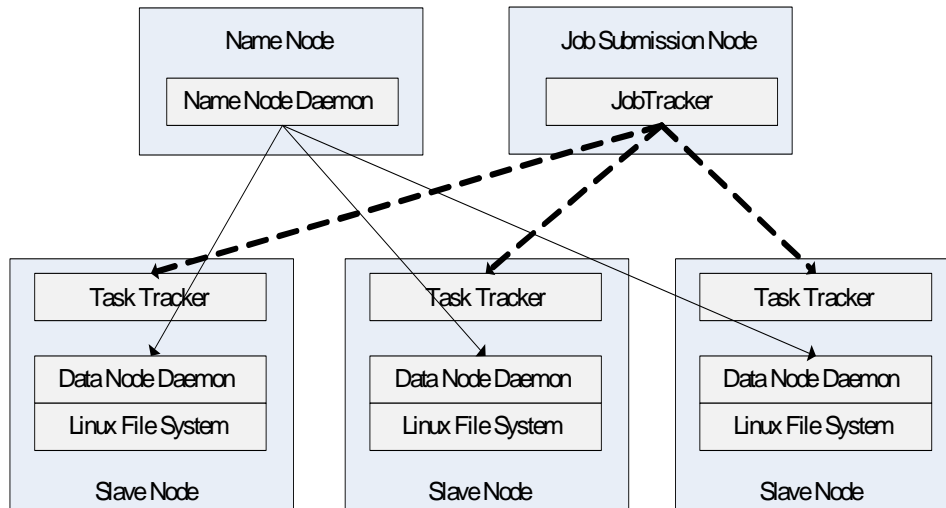 Name Node
Job Submission Node
Name Node Daemon
JobTracker
Task Tracker
Task Tracker
Task Tracker
Data Node Daemon
Data Node Daemon
Data Node Daemon
Linux File System
Linux File System
Linux File System
Slave Node
Slave Node
Slave Node